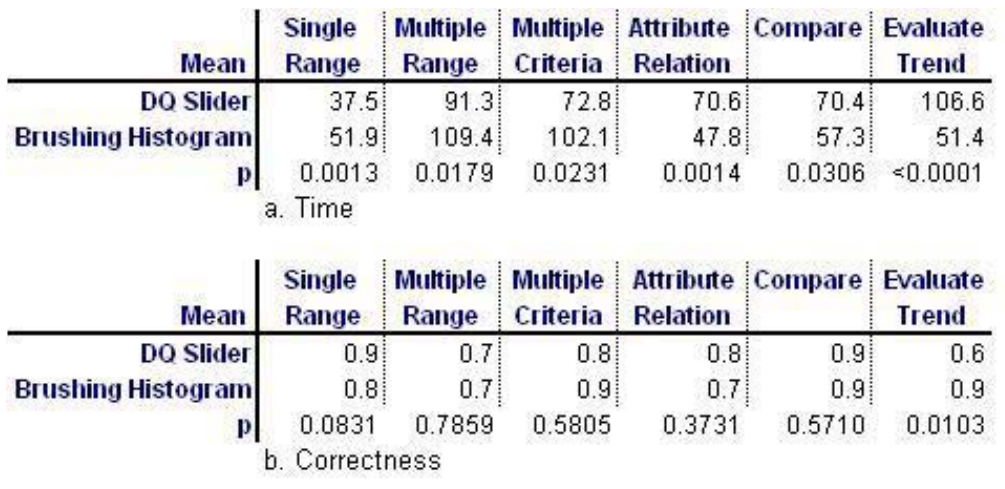 Single Multiple Multiple Attribute Compare Evaluate
Mean Range Range Criteria Relation Trend
DQ Slider 37.5 91.3 72.8 70.6 70.4 106.6
Brushing Histogram 51.9 109.4 102.1 47.8 57.3 51.4
p 0.0013 0.0179 0.0231 0.0014 0.0306 <0.0001
a. Time
Single Multiple Multiple Attribute Compare Evaluate
Mean Range Range Criteria Relation Trend
DQ Slider 0.9 0.7 0.8 0.8 0.9 0.6
Brushing Histogram 0.8 0.7 0.9 0.7 0.9 0.9
p 0.0831 0.7859 0.5805 0.3731 0.5710 0.0103
b. Correctness